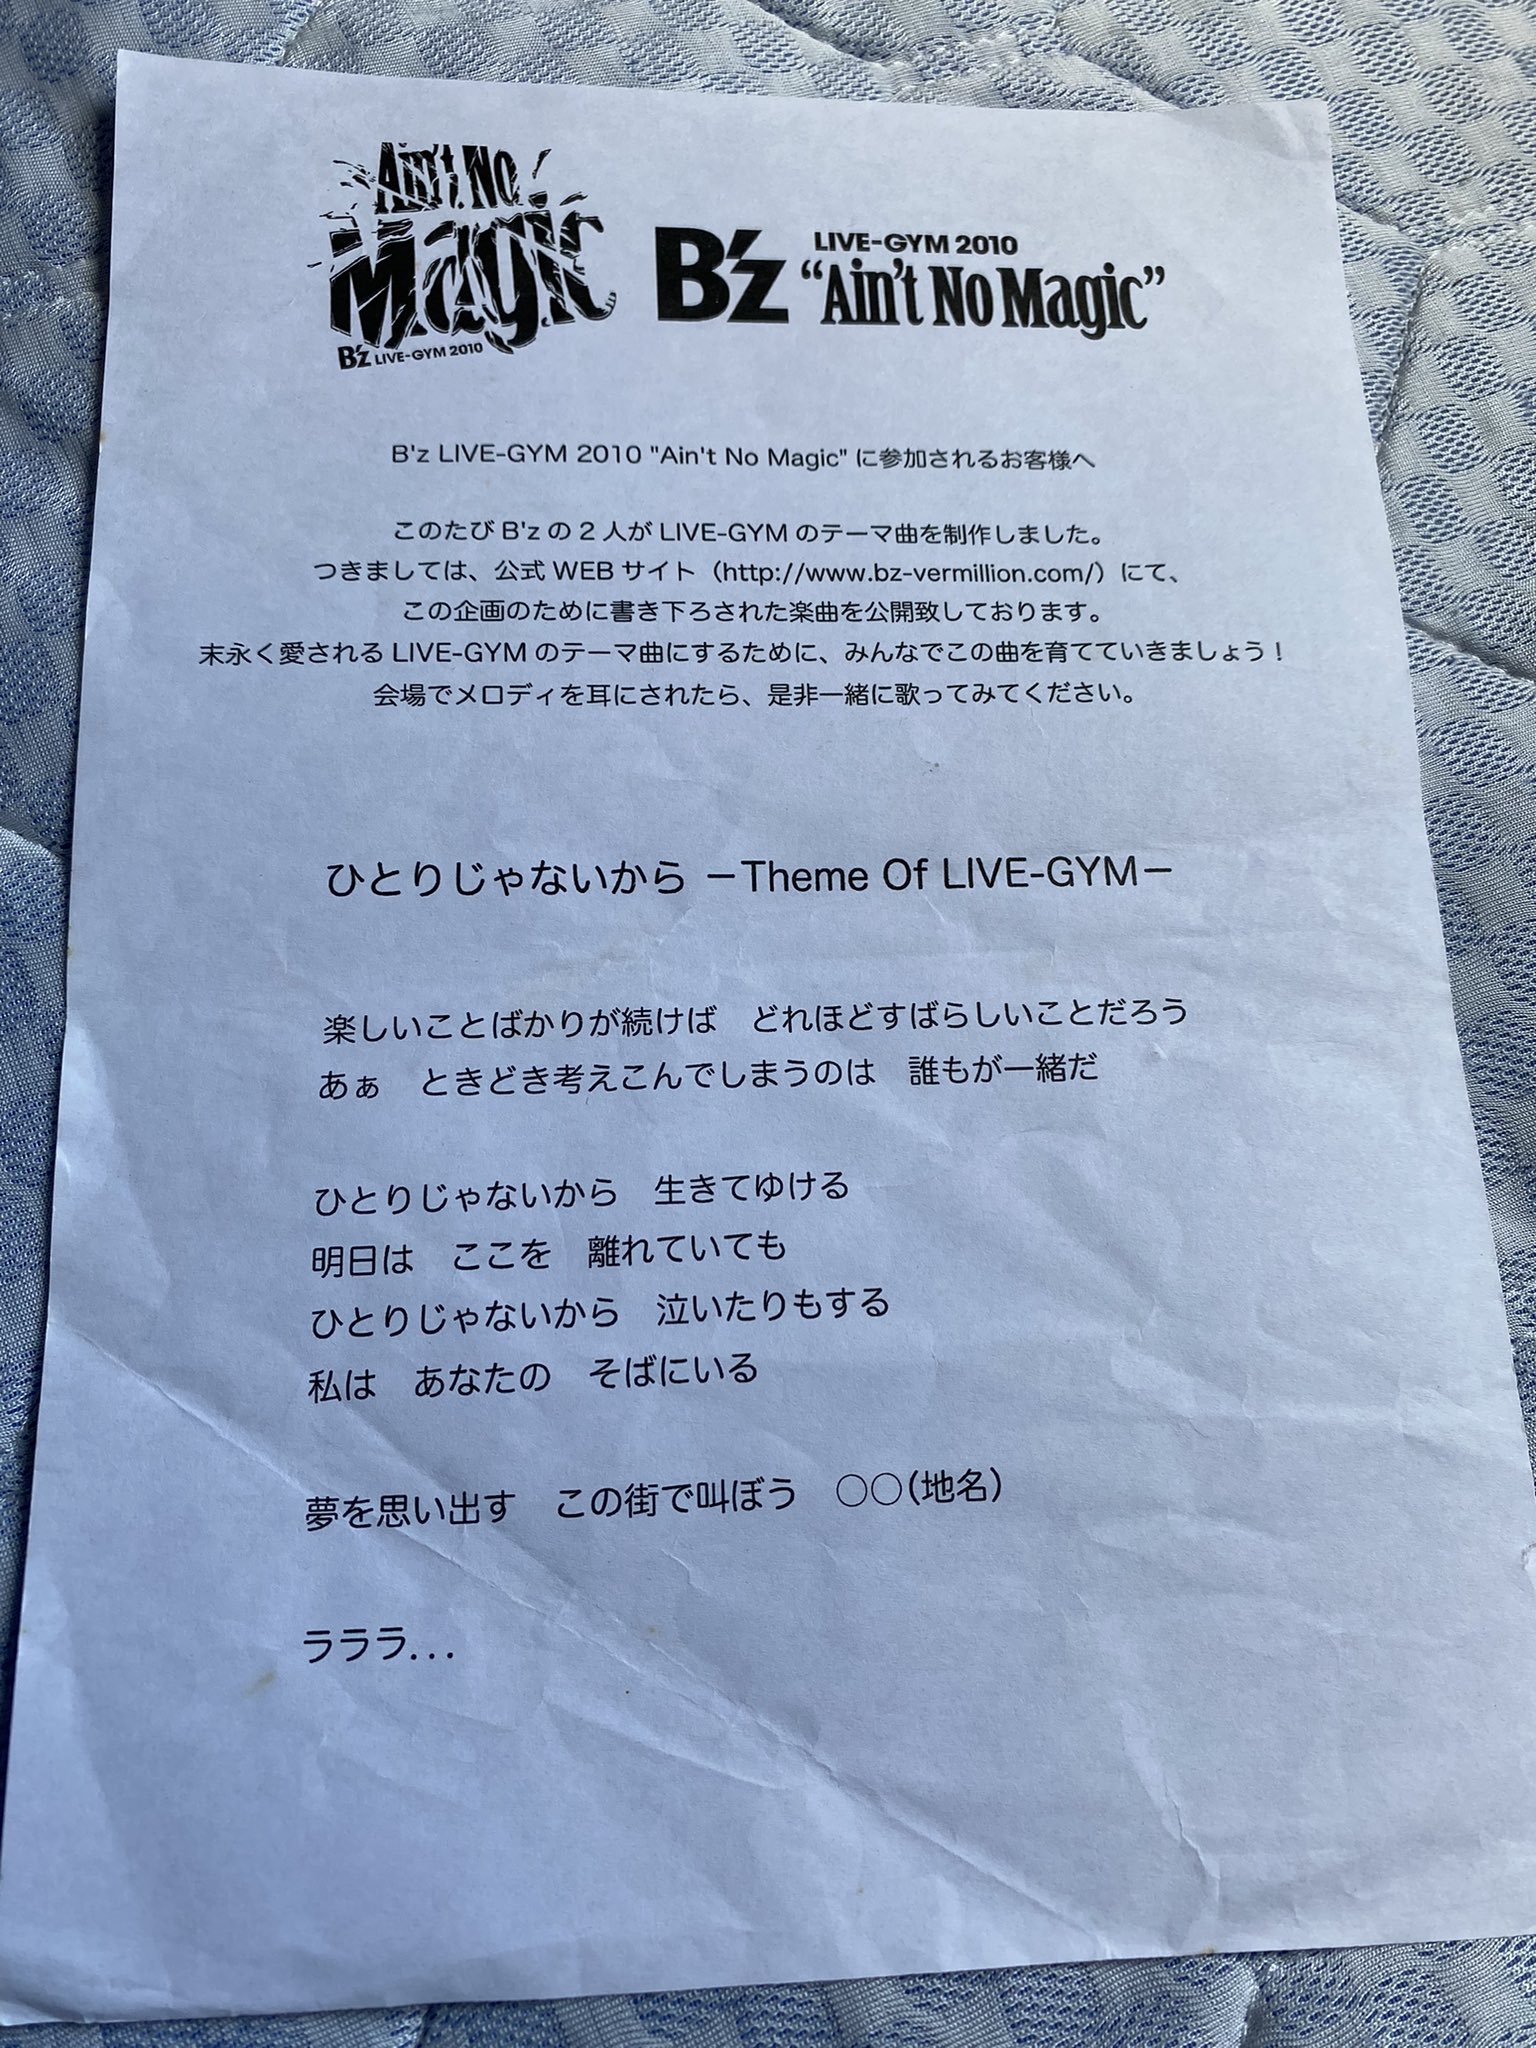 Ain't No
Magic
B'z LIVE-GYM 2010
B'z LIVE-GYM 2010
“Ain't No Magic”
B'z LIVE-GYM 2010 "Ain't No Magic" に参加されるお客様へ
このたび B'z の 2 人が LIVE-GYM のテーマ曲を制作しました。
つきましては、公式 WEB サイト（http://www.bz-vermillion.com/）にて、
この企画のために書き下ろされた楽曲を公開致しております。
末永く愛される LIVE-GYM のテーマ曲にするために、みんなでこの曲を育てていきましょう！
会場でメロディを耳にされたら、是非一緒に歌ってみてください。
ひとりじゃないから －Theme Of LIVE-GYM－
楽しいことばかりが続けば　どれほどすばらしいことだろう
あぁ　ときどき考えこんでしまうのは　誰もが一緒だ
ひとりじゃないから　生きてゆける
明日は　ここを　離れていても
ひとりじゃないから　泣いたりもする
私は　あなたの　そばにいる
夢を思い出す　この街で叫ぼう　○○(地名)
ラララ...